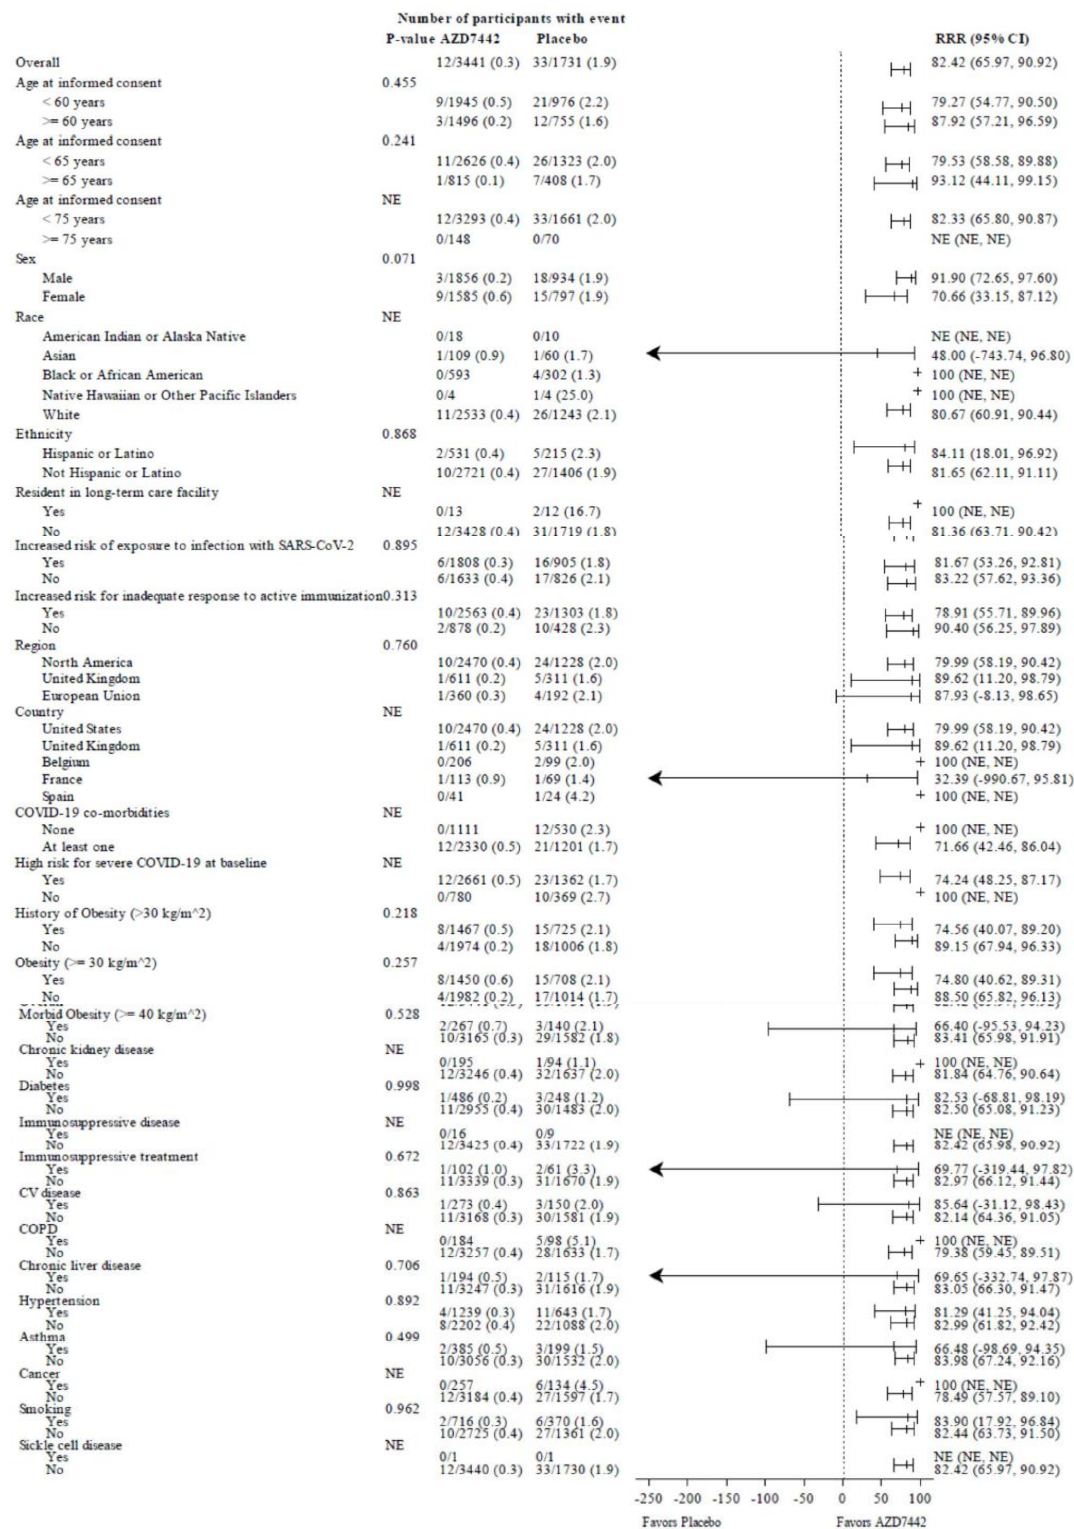 Number of participants with event
P-value AZD7442 Placebo RRR (95% CI)
Overall 12/3441 (0.3) 33/1731 (1.9) 82.42 (65.97, 90.92)
Age at informed consent 0.455
< 60 years 9/1945 (0.5) 21/976 (2.2) 79.27 (54.77, 90.50)
>= 60 years 3/1496 (0.2) 12/755 (1.6) 87.92 (57.21, 96.59)
Age at informed consent 0.241
< 65 years 11/2626 (0.4) 26/1323 (2.0) 79.53 (58.58, 89.88)
>= 65 years 1/815 (0.1) 7/408 (1.7) 93.12 (44.11, 99.15)
Age at informed consent NE
< 75 years 12/3293 (0.4) 33/1661 (2.0) 82.33 (65.80, 90.87)
>= 75 years 0/148 0/70 NE (NE, NE)
Sex 0.071
Male 3/1856 (0.2) 18/934 (1.9) 91.90 (72.65, 97.60)
Female 9/1585 (0.6) 15/797 (1.9) 70.66 (33.15, 87.12)
Race NE
American Indian or Alaska Native 0/18 0/10 NE (NE, NE)
Asian 1/109 (0.9) 1/60 (1.7) 48.00 (-743.74, 96.80)
Black or African American 0/593 4/302 (1.3) 100 (NE, NE)
Native Hawaiian or Other Pacific Islanders 0/4 1/4 (25.0) 100 (NE, NE)
White 11/2533 (0.4) 26/1243 (2.1) 80.67 (60.91, 90.44)
Ethnicity 0.868
Hispanic or Latino 2/531 (0.4) 5/215 (2.3) 84.11 (18.01, 96.92)
Not Hispanic or Latino 10/2721 (0.4) 27/1406 (1.9) 81.65 (62.11, 91.11)
Resident in long-term care facility NE
Yes 0/13 2/12 (16.7) 100 (NE, NE)
No 12/3428 (0.4) 31/1719 (1.8) 81.36 (63.71, 90.42)
Increased risk of exposure to infection with SARS-CoV-2 0.895
Yes 6/1808 (0.3) 16/905 (1.8) 81.67 (53.26, 92.81)
No 6/1633 (0.4) 17/826 (2.1) 83.22 (57.62, 93.36)
Increased risk for inadequate response to active immunization 0.313
Yes 10/2563 (0.4) 23/1303 (1.8) 78.91 (55.71, 89.96)
No 2/878 (0.2) 10/428 (2.3) 90.40 (56.25, 97.89)
Region 0.760
North America 10/2470 (0.4) 24/1228 (2.0) 79.99 (58.19, 90.42)
United Kingdom 1/611 (0.2) 5/311 (1.6) 89.62 (11.20, 98.79)
European Union 1/360 (0.3) 4/192 (2.1) 87.93 (-8.13, 98.65)
Country NE
United States 10/2470 (0.4) 24/1228 (2.0) 79.99 (58.19, 90.42)
United Kingdom 1/611 (0.2) 5/311 (1.6) 89.62 (11.20, 98.79)
Belgium 0/206 2/99 (2.0) 100 (NE, NE)
France 1/113 (0.9) 1/69 (1.4) 32.39 (-990.67, 95.81)
Spain 0/41 1/24 (4.2) 100 (NE, NE)
COVID-19 co-morbidities NE
None 0/1111 12/530 (2.3) 100 (NE, NE)
At least one 12/2330 (0.5) 21/1201 (1.7) 71.66 (42.46, 86.04)
High risk for severe COVID-19 at baseline NE
Yes 12/2661 (0.5) 23/1362 (1.7) 74.24 (48.25, 87.17)
No 0/780 10/369 (2.7) 100 (NE, NE)
History of Obesity (>30 kg/m^2) 0.218
Yes 8/1467 (0.5) 15/725 (2.1) 74.56 (40.07, 89.20)
No 4/1974 (0.2) 18/1006 (1.8) 89.15 (67.94, 96.33)
Obesity (>= 30 kg/m^2) 0.257
Yes 8/1450 (0.6) 15/708 (2.1) 74.80 (40.62, 89.31)
No 4/1982 (0.2) 17/1014 (1.7) 88.50 (65.82, 96.13)
Morbid Obesity (>= 40 kg/m^2) 0.528
Yes 2/267 (0.7) 3/140 (2.1) 66.40 (-95.53, 94.23)
No 10/3165 (0.3) 29/1582 (1.8) 83.41 (65.98, 91.91)
Chronic kidney disease NE
Yes 0/195 1/94 (1.1) 100 (NE, NE)
No 12/3246 (0.4) 32/1637 (2.0) 81.84 (64.76, 90.64)
Diabetes 0.998
Yes 1/486 (0.2) 3/248 (1.2) 82.53 (-68.81, 98.19)
No 11/2955 (0.4) 30/1483 (2.0) 82.50 (65.08, 91.23)
Immunosuppressive disease NE
Yes 0/16 0/9 NE (NE, NE)
No 12/3425 (0.4) 33/1722 (1.9) 82.42 (65.98, 90.92)
Immunosuppressive treatment 0.672
Yes 1/102 (1.0) 2/61 (3.3) 69.77 (-319.44, 97.82)
No 11/3339 (0.3) 31/1670 (1.9) 82.97 (66.12, 91.44)
CV disease 0.863
Yes 1/273 (0.4) 3/150 (2.0) 85.64 (-31.12, 98.43)
No 11/3168 (0.3) 30/1581 (1.9) 82.14 (64.36, 91.05)
COPD NE
Yes 0/184 5/98 (5.1) 100 (NE, NE)
No 12/3257 (0.4) 28/1633 (1.7) 79.38 (59.45, 89.51)
Chronic liver disease 0.706
Yes 1/194 (0.5) 2/115 (1.7) 69.65 (-332.74, 97.87)
No 11/3247 (0.3) 31/1616 (1.9) 83.05 (66.30, 91.47)
Hypertension 0.892
Yes 4/1239 (0.3) 11/643 (1.7) 81.29 (41.25, 94.04)
No 8/2202 (0.4) 22/1088 (2.0) 82.99 (61.82, 92.42)
Asthma 0.499
Yes 2/385 (0.5) 3/199 (1.5) 66.48 (-98.69, 94.35)
No 10/3056 (0.3) 30/1532 (2.0) 83.98 (67.24, 92.16)
Cancer NE
Yes 0/257 6/134 (4.5) 100 (NE, NE)
No 12/3184 (0.4) 27/1597 (1.7) 78.49 (57.57, 89.10)
Smoking 0.962
Yes 2/716 (0.3) 6/370 (1.6) 83.90 (17.92, 96.84)
No 10/2725 (0.4) 27/1361 (2.0) 82.44 (63.73, 91.50)
Sickle cell disease NE
Yes 0/1 0/1 NE (NE, NE)
No 12/3440 (0.3) 33/1730 (1.9) 82.42 (65.97, 90.92)
-250 -200 -150 -100 -50 0 50 100
Favors Placebo Favors AZD7442